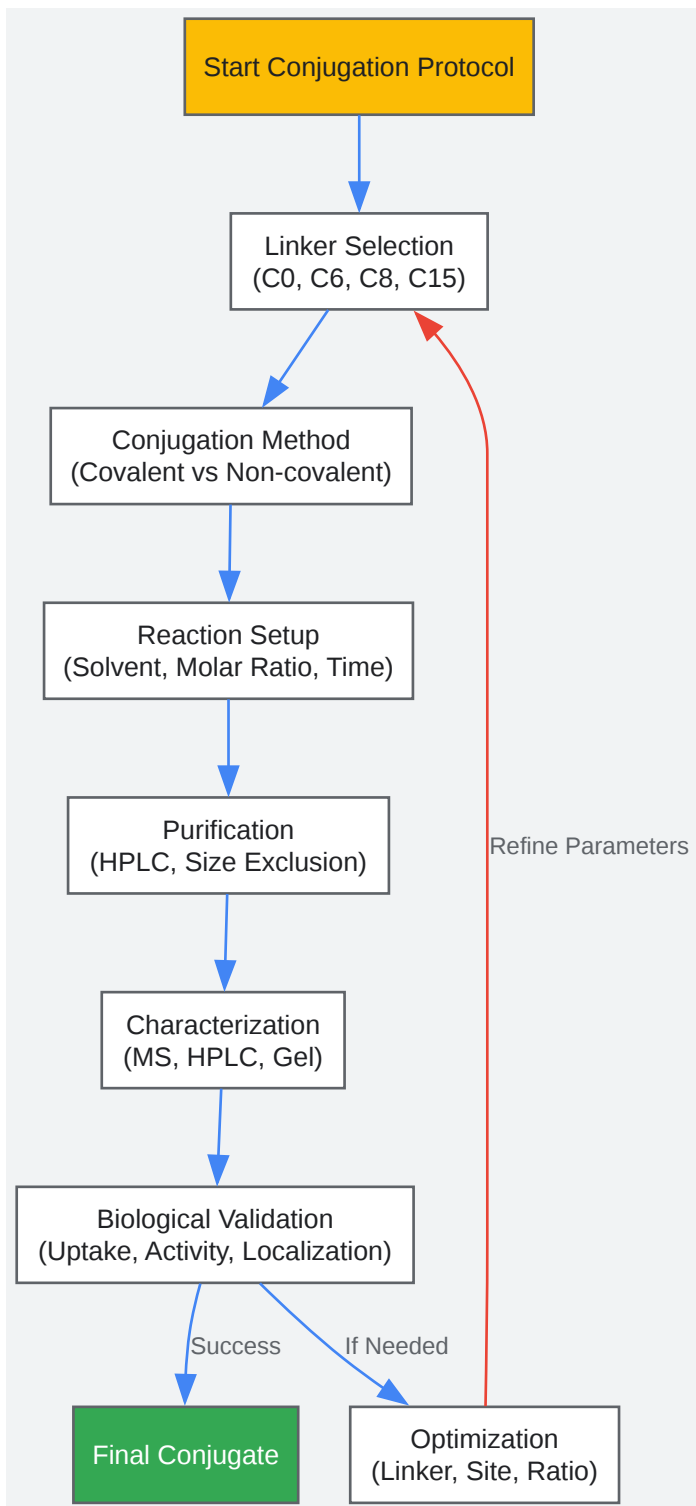 Start Conjugation Protocol
Linker Selection
(C0, C6, C8, C15)
Conjugation Method
(Covalent vs Non-covalent)
Reaction Setup
(Solvent, Molar Ratio, Time)
Purification
(HPLC, Size Exclusion)
Refine Parameters
Characterization
(MS, HPLC, Gel)
Biological Validation
(Uptake, Activity, Localization)
Success
If Needed
Final Conjugate
Optimization
(Linker, Site, Ratio)